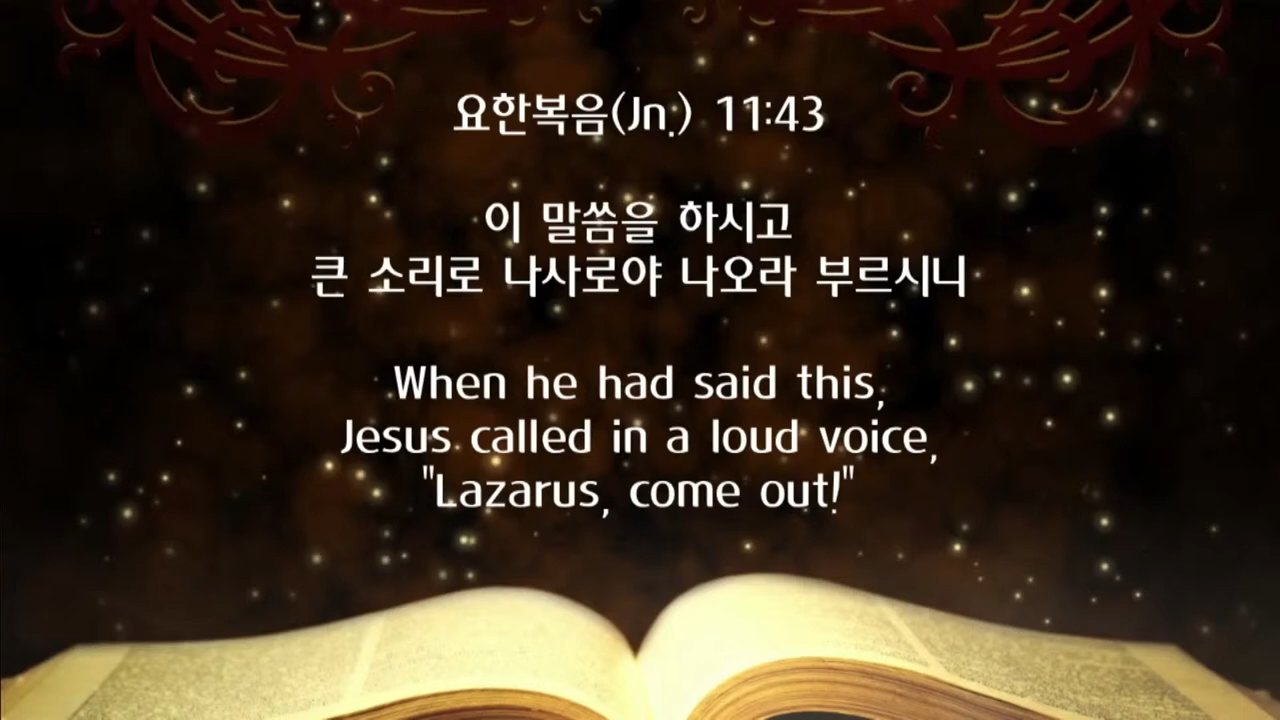 요한복음(Jn.) 11:43
이 말씀을 하시고
큰 소리로 나사로야 나오라 부르시니
When he had said this,
Jesus called in a loud voice,
"Lazarus, come out!"